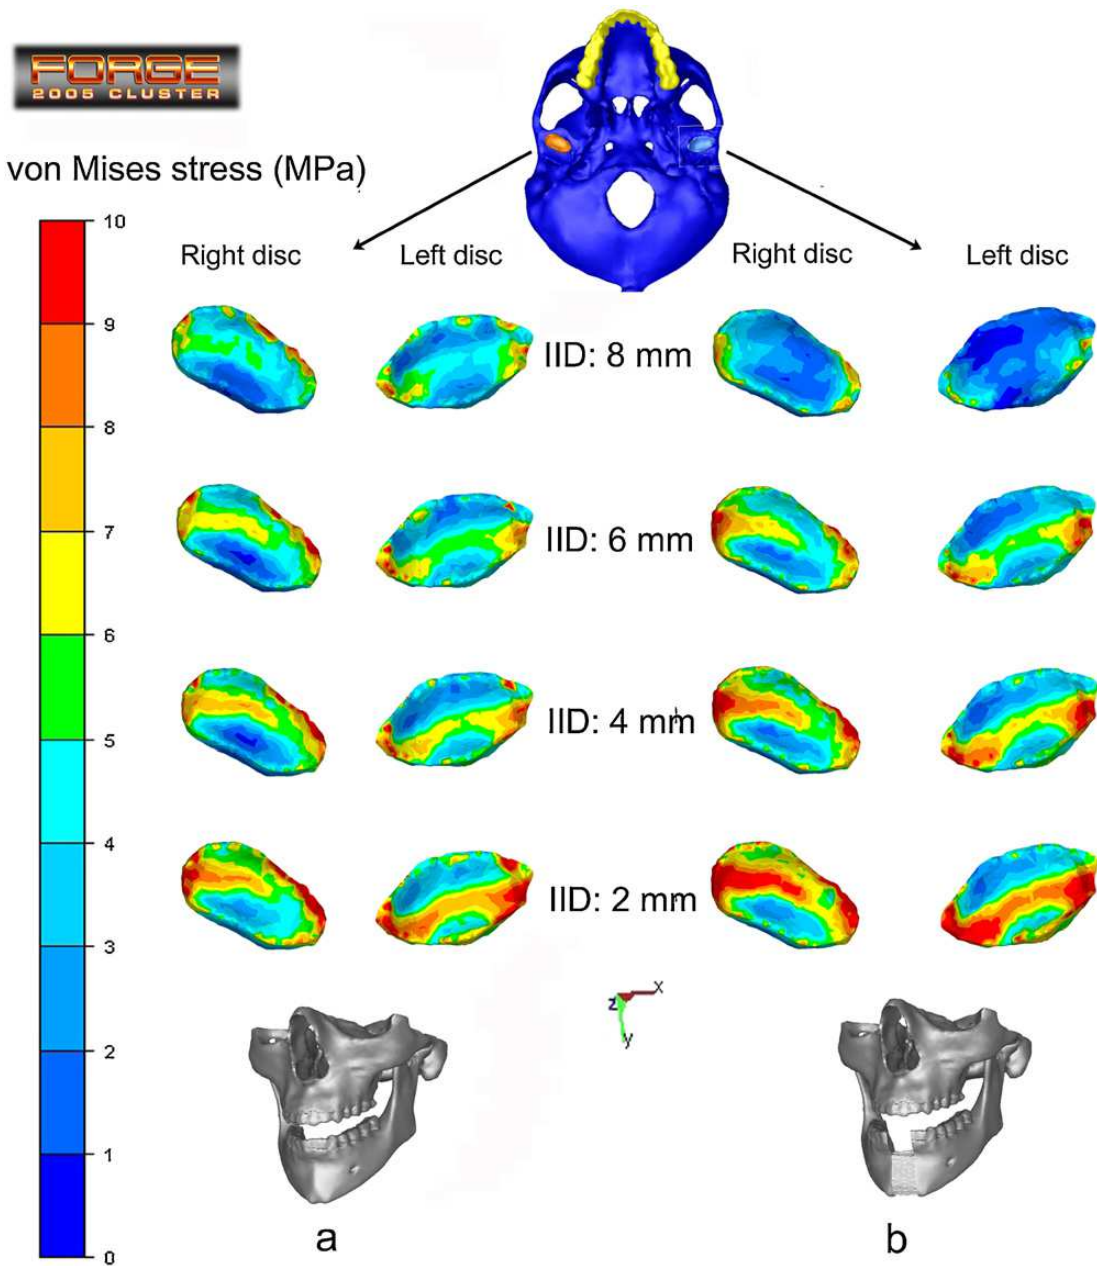 FORGE
2005 CLUSTER
von Mises stress (MPa)
10
9
8
7
6
5
4
3
2
1
0
Right disc
Left disc
Right disc
Left disc
IID: 8 mm
IID: 6 mm
IID: 4 mm
IID: 2 mm
x
z
y
a
b